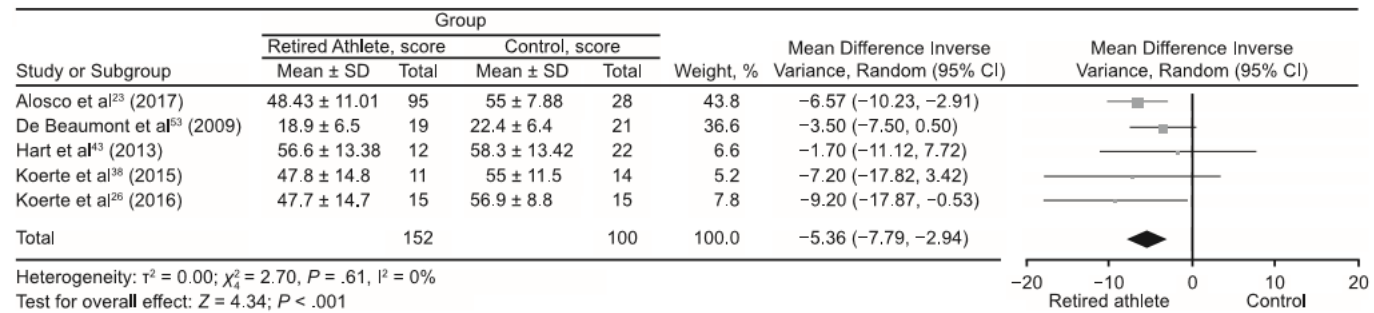 Group
Retired Athlete, score Control, score Mean Difference Inverse Mean Difference Inverse
Study or Subgroup Mean ± SD Total Mean ± SD Total Weight, % Variance, Random (95% CI) Variance, Random (95% CI)
Alosco et al²³ (2017) 48.43 ± 11.01 95 55 ± 7.88 28 43.8 −6.57 (−10.23, −2.91)
De Beaumont et al⁵³ (2009) 18.9 ± 6.5 19 22.4 ± 6.4 21 36.6 −3.50 (−7.50, 0.50)
Hart et al⁴³ (2013) 56.6 ± 13.38 12 58.3 ± 13.42 22 6.6 −1.70 (−11.12, 7.72)
Koerte et al³⁸ (2015) 47.8 ± 14.8 11 55 ± 11.5 14 5.2 −7.20 (−17.82, 3.42)
Koerte et al²⁶ (2016) 47.7 ± 14.7 15 56.9 ± 8.8 15 7.8 −9.20 (−17.87, −0.53)
Total 152 100 100.0 −5.36 (−7.79, −2.94)
Heterogeneity: τ² = 0.00; χ²₄ = 2.70, P = .61, I² = 0%
Test for overall effect: Z = 4.34; P < .001
−20 −10 0 10 20
Retired athlete Control